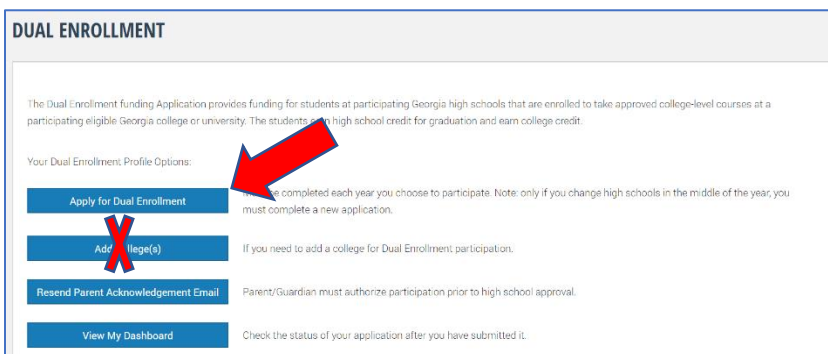 DUAL ENROLLMENT
The Dual Enrollment funding Application provides funding for students at participating Georgia high schools that are enrolled to take approved college-level courses at a
participating eligible Georgia college or university. The students high school credit for graduation and earn college credit.
Your Dual Enrollment Profile Options:
Apply for Dual Enrollment
be completed each year you choose to participate. Note: only if you change high schools in the middle of the year, you
must complete a new application.
Add
If you need to add a college for Dual Enrollment participation.
Resend Parent Acknowledgement Email
Parent/Guardian must authorize participation prior to high school approval.
View My Dashboard
Check the status of your application after you have submitted it.